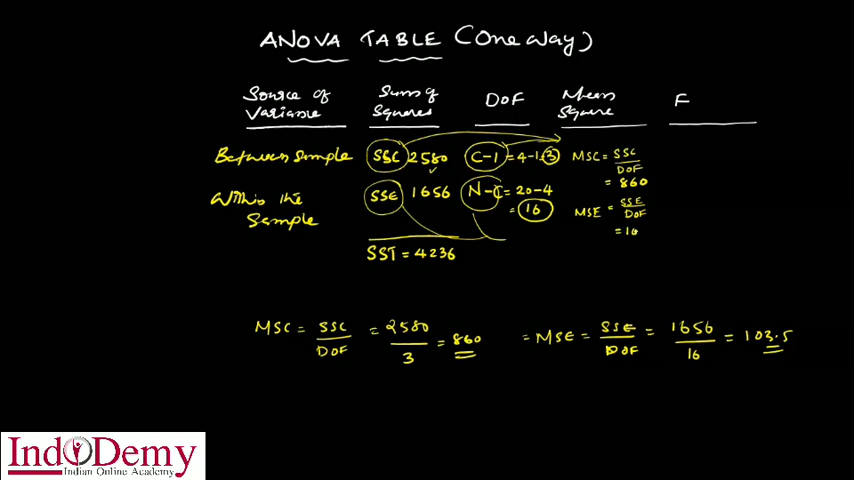 ANOVA TABLE (One way)
Source of Variance Sum of Squares DoF Mean Square F
Between Sample SSC 2580 C-1 = 4-1=3 MSC = SSC/DOF
= 860
Within the Sample SSE 1656 N-C = 20-4 MSE = SSE/DOF
= 16 = 10
SST = 4236
MSC = SSC/DOF = 2580/3 = 860 = MSE = SSE/DOF = 1656/16 = 103.5
IndoDemy
Indian Online Academy